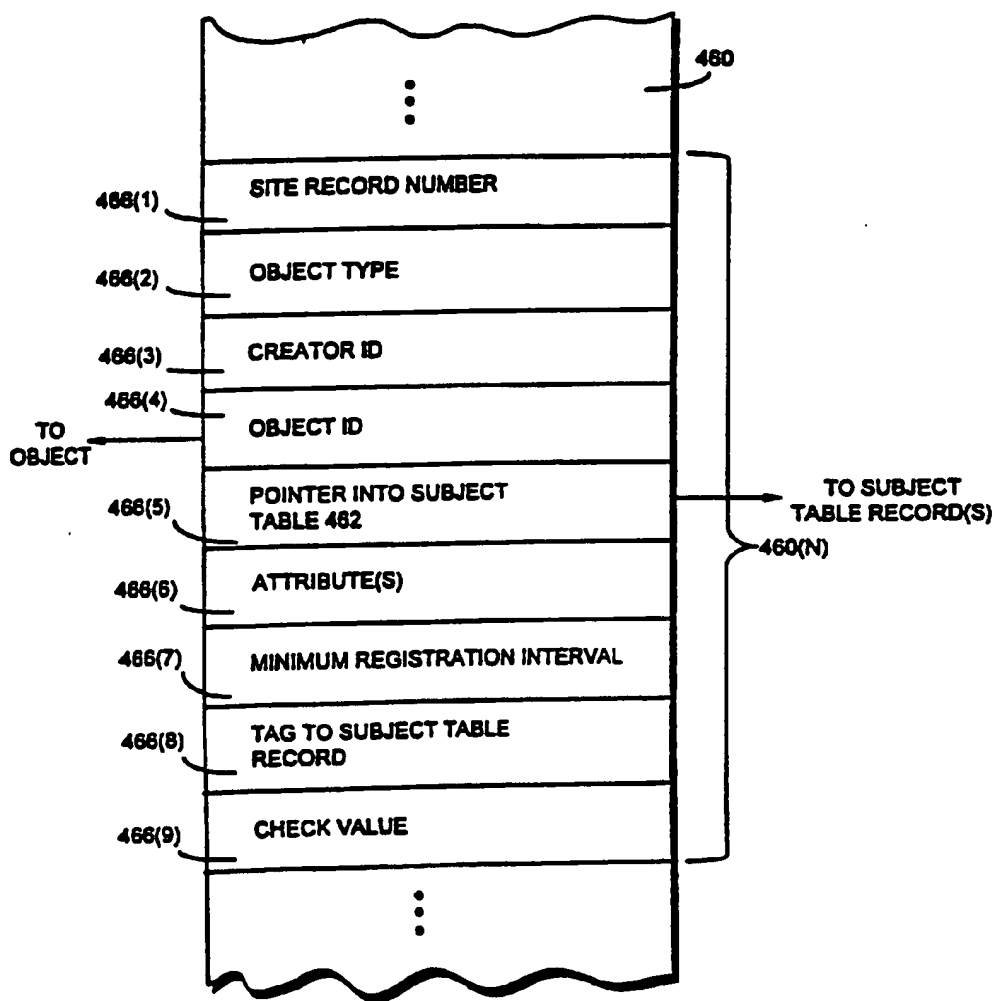 460
SITE RECORD NUMBER
466(1)
OBJECT TYPE
466(2)
CREATOR ID
466(3)
466(4)
OBJECT ID
TO
OBJECT
POINTER INTO SUBJECT
TABLE 462
466(5)
TO SUBJECT
TABLE RECORD(S)
460(N)
ATTRIBUTE(S)
466(6)
MINIMUM REGISTRATION INTERVAL
466(7)
TAG TO SUBJECT TABLE
RECORD
466(8)
CHECK VALUE
466(9)